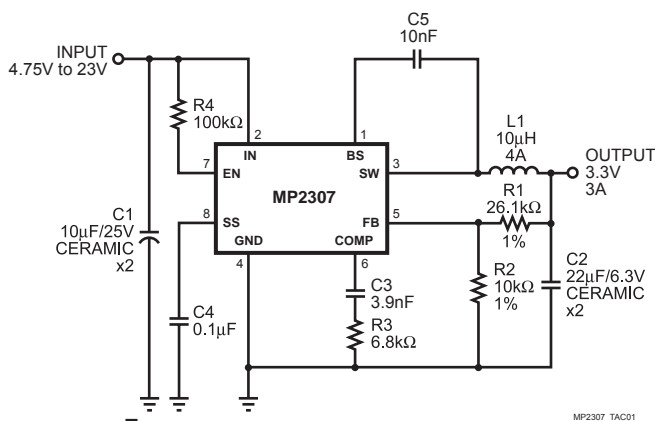 C5
10nF
INPUT
4.75V to 23V
R4
100kΩ
2
1
IN
BS
L1
10µH
4A
7
EN
SW
3
OUTPUT
3.3V
3A
MP2307
R1
26.1kΩ
1%
8
SS
FB
5
C1
10µF/25V
CERAMIC
x2
GND
COMP
4
6
C3
3.9nF
R2
10kΩ
1%
C2
22µF/6.3V
CERAMIC
x2
C4
0.1µF
R3
6.8kΩ
MP2307_TAC01